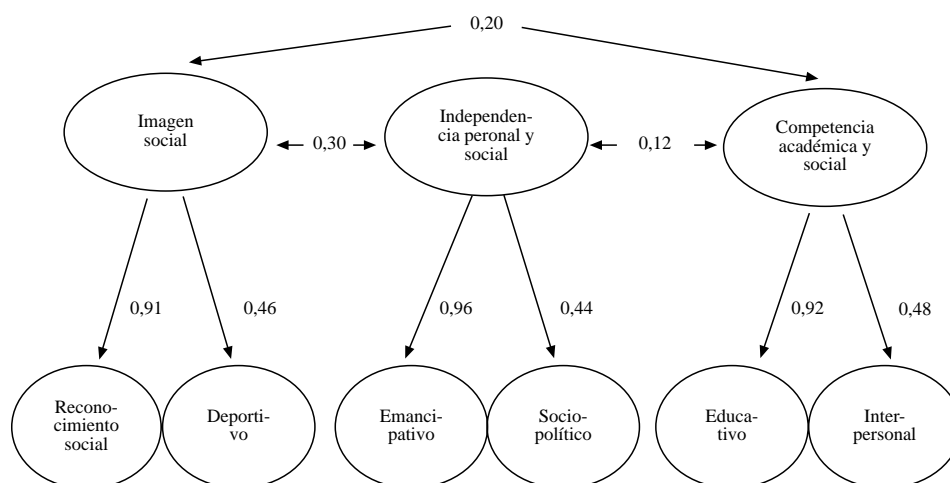 0,20
Imagen
social
0,30
Independen-
cia peronal y
social
0,12
Competencia
académica y
social
0,91
0,46
0,96
0,44
0,92
0,48
Recono-
cimiento
social
Deporti-
vo
Emanci-
pativo
Socio-
político
Educa-
tivo
Inter-
personal